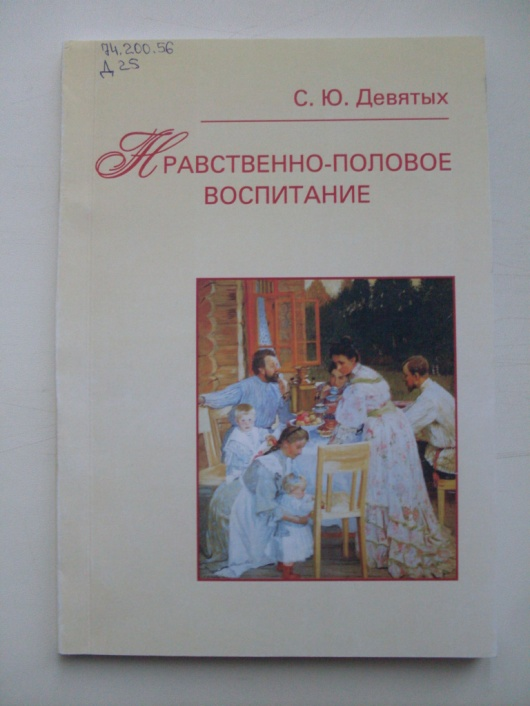 74.200.56
Д 25
С. Ю. Девятых
НРАВСТВЕННО-ПОЛОВОЕ
ВОСПИТАНИЕ